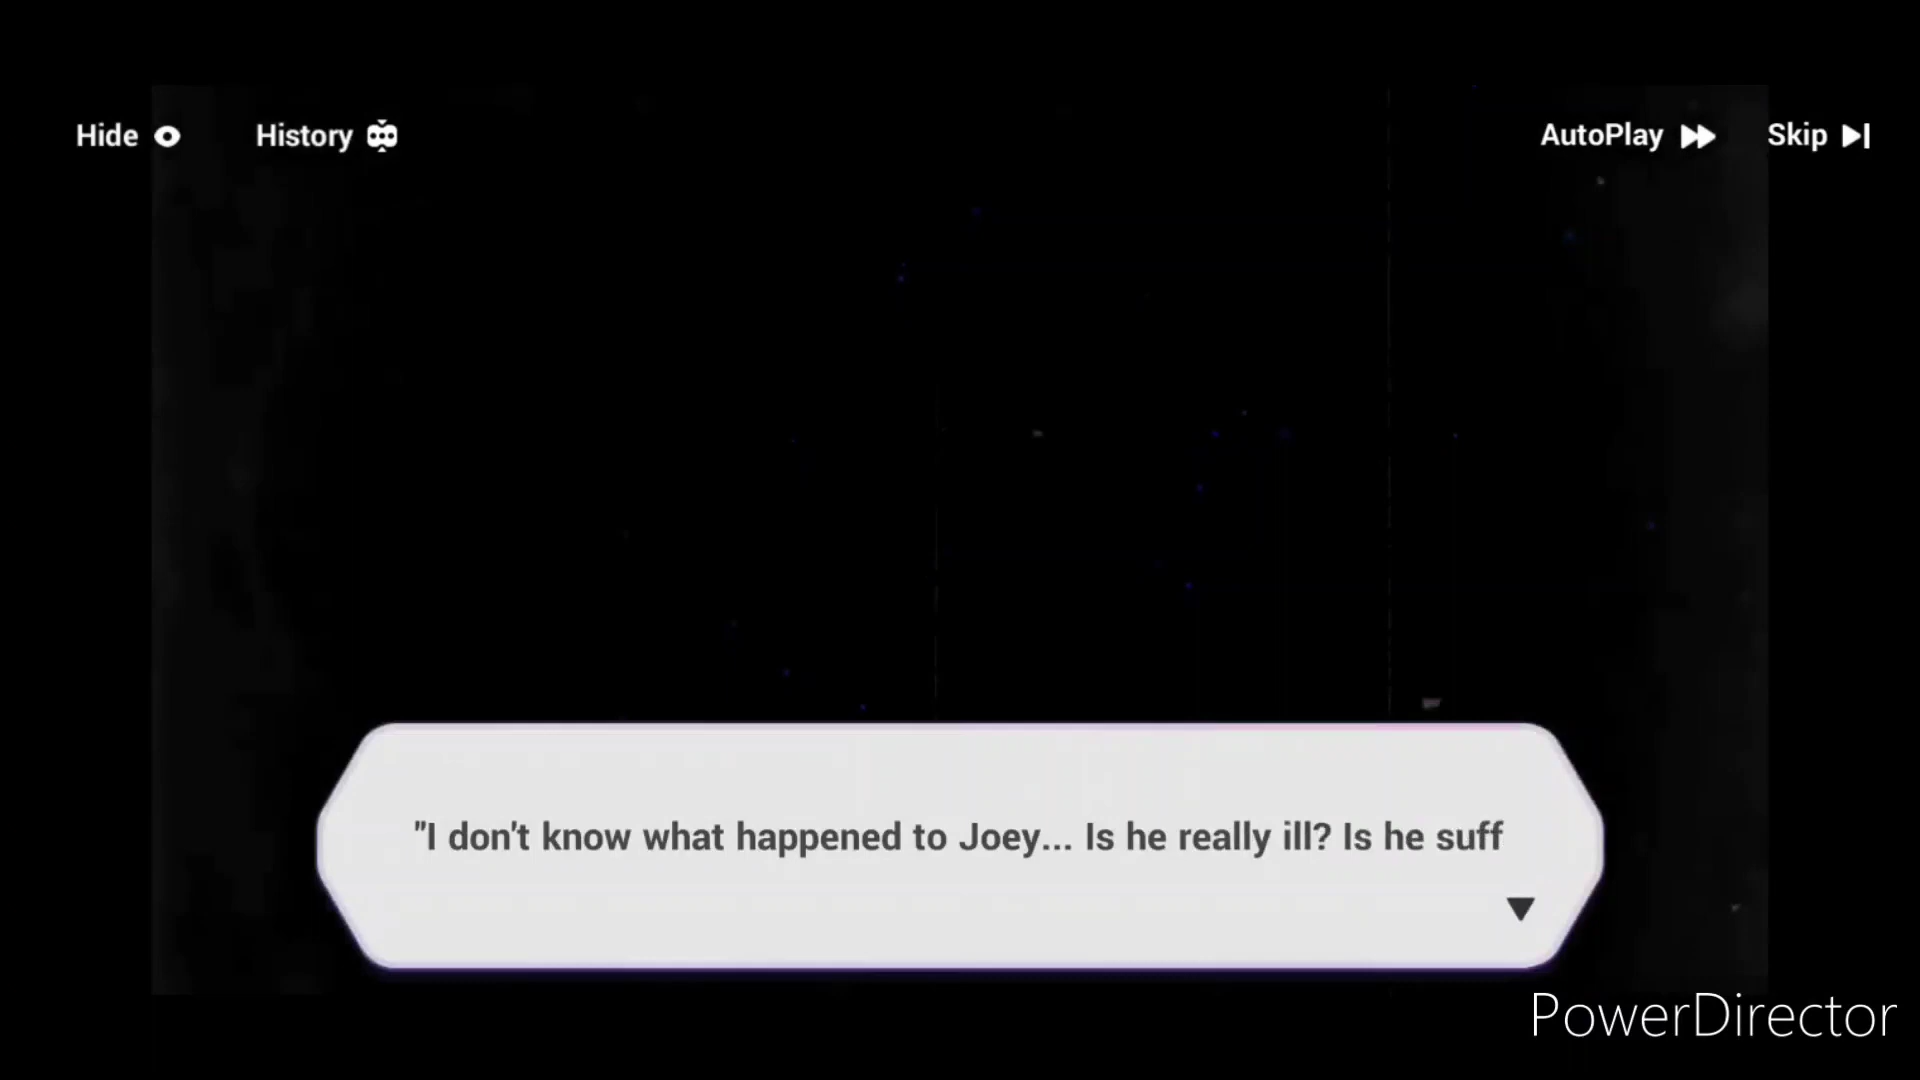 Hide
History
AutoPlay
Skip
"I don't know what happened to Joey... Is he really ill? Is he suff
PowerDirector